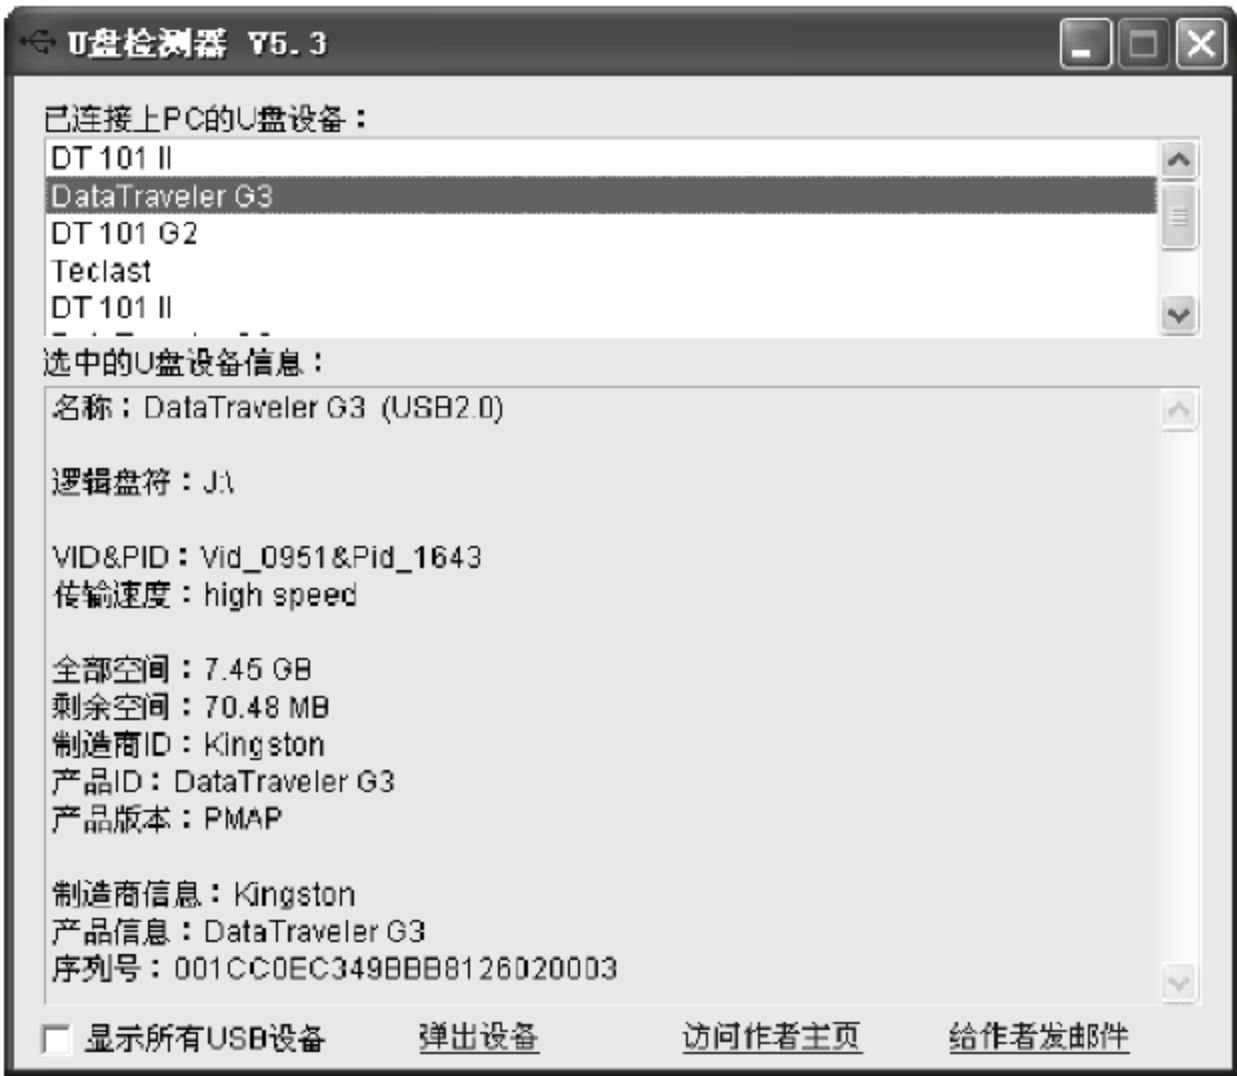 U盘检测器 V5.3
已连接上PC的U盘设备：
DT 101 II
DataTraveler G3
DT 101 G2
Teclast
DT 101 II
选中的U盘设备信息：
名称：DataTraveler G3 (USB2.0)
逻辑盘符：J:\
VID&PID：Vid_0951&Pid_1643
传输速度：high speed
全部空间：7.45 GB
剩余空间：70.48 MB
制造商ID：Kingston
产品ID：DataTraveler G3
产品版本：PMAP
制造商信息：Kingston
产品信息：DataTraveler G3
序列号：001CC0EC349BBB8126020003
显示所有USB设备 弹出设备 访问作者主页 给作者发邮件